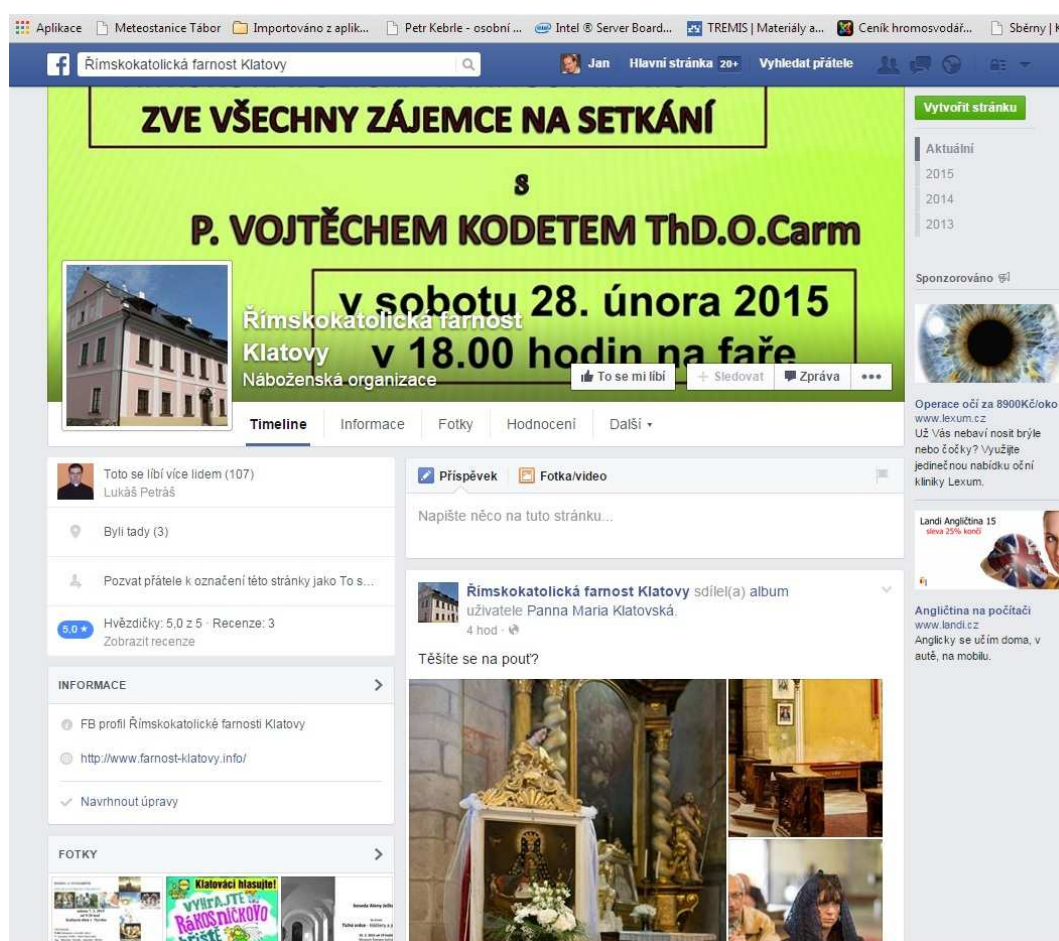 Aplikace Meteostanice Tábor Importováno z aplik... Petr Kebrle - osobní ... Intel ® Server Board... TREMIS | Materiály a... Ceník hromosvodář... Sběrny | K
Římskokatolická farnost Klatovy Jan Hlavní stránka 20+ Vyhledat přátele
ZVE VŠECHNY ZÁJEMCE NA SETKÁNÍ
s
P. VOJTĚCHEM KODETEM ThD.O.Carm
v sobotu 28. února 2015
v 18.00 hodin na faře
Římskokatolická farnost
Klatovy
Náboženská organizace
To se mi líbí + Sledovat Zpráva •••
Timeline Informace Fotky Hodnocení Další
Vytvořit stránku
Aktuální
2015
2014
2013
Sponzorováno
Operace očí za 8900Kč/oko
www.lexum.cz
Už Vás nebaví nosit brýle
nebo čočky? Využijte
jedinečnou nabídku oční
kliniky Lexum.
Landi Angličtina 15
sleva 25% končí
Angličtina na počítači
www.landi.cz
Anglicky se učím doma, v
autě, na mobilu.
Toto se líbí více lidem (107)
Lukáš Petráš
Byli tady (3)
Pozvat přátele k označení této stránky jako To s...
5,0 ★ Hvězdičky: 5,0 z 5 · Recenze: 3
Zobrazit recenze
INFORMACE
FB profil Římskokatolické farnosti Klatovy
http://www.farnost-klatovy.info/
Navrhnout úpravy
FOTKY
Klatováci hlasujte!
VYHRAJTE
RÁKOSNÍČKOVO
Příspěvek Fotka/video
Napište něco na tuto stránku...
Římskokatolická farnost Klatovy sdílel(a) album
uživatele Panna Maria Klatovská.
4 hod ·
Těšíte se na pouť?